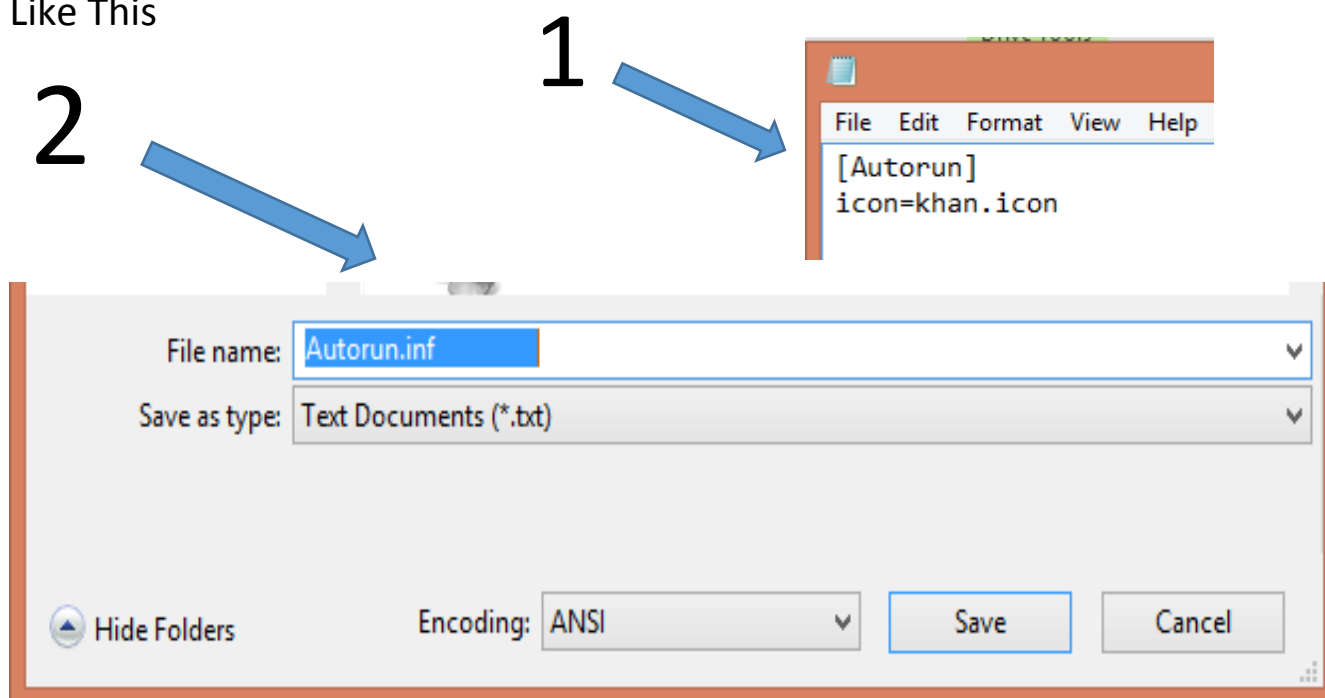 Like This
1
2
File Edit Format View Help
[Autorun]
icon=khan.icon
File name: Autorun.inf
Save as type: Text Documents (*.txt)
Hide Folders
Encoding: ANSI
Save
Cancel